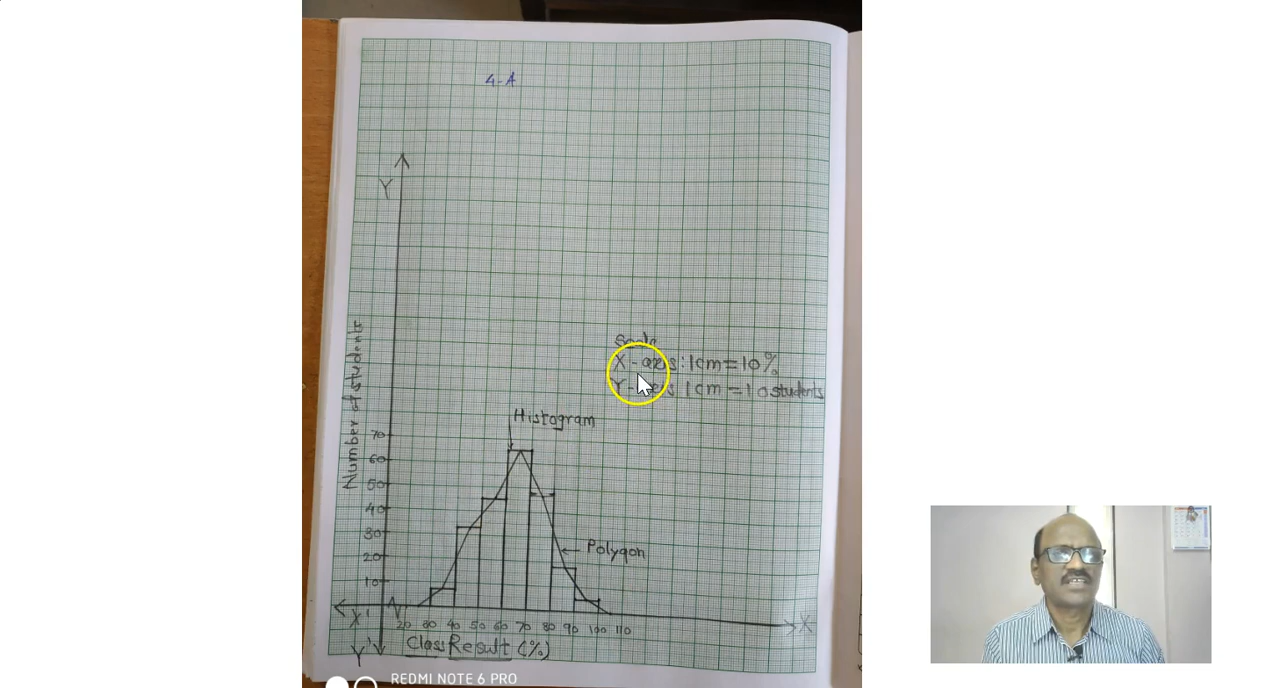 4-A
Y
Scale
X-axis: 1cm = 10%
Y-axis: 1cm = 10 students
Histogram
Number of students
70
60
50
40
30
20
10
Polygon
X'
X
20 30 40 50 60 70 80 90 100 110
Class Result (%)
Y'
REDMI NOTE 6 PRO